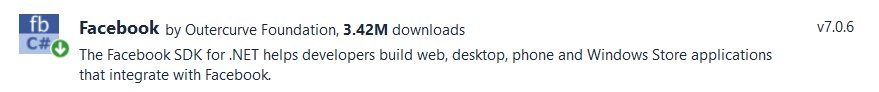 fb
C#
Facebook by Outercurve Foundation, 3.42M downloads v7.0.6
The Facebook SDK for .NET helps developers build web, desktop, phone and Windows Store applications
that integrate with Facebook.